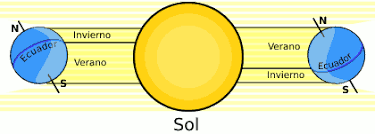 N
Invierno
Ecuador
Verano
S
N
Verano
Ecuador
Invierno
S
Sol